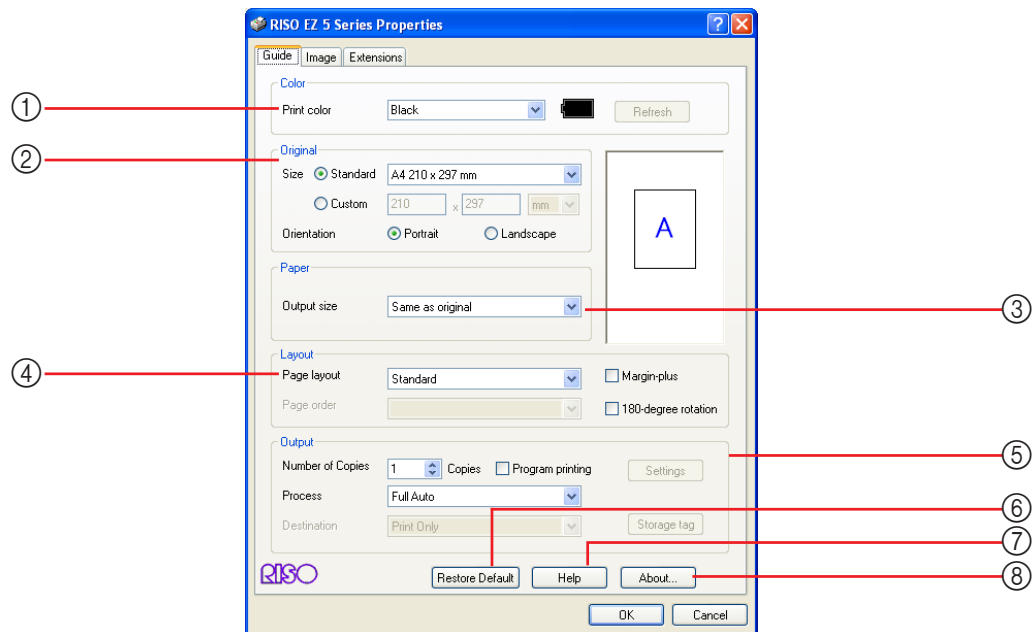 RISO EZ 5 Series Properties
Guide Image Extensions
Color
① Print color Black Refresh
② Original
Size Standard A4 210 x 297 mm
Custom 210 x 297 mm
Orientation Portrait Landscape
A
Paper
Output size Same as original ③
Layout
④ Page layout Standard Margin-plus
Page order 180-degree rotation
Output
⑤
Number of Copies 1 Copies Program printing Settings
Process Full Auto
⑥
Destination Print Only Storage tag
⑦
RISO Restore Default Help About... ⑧
OK Cancel